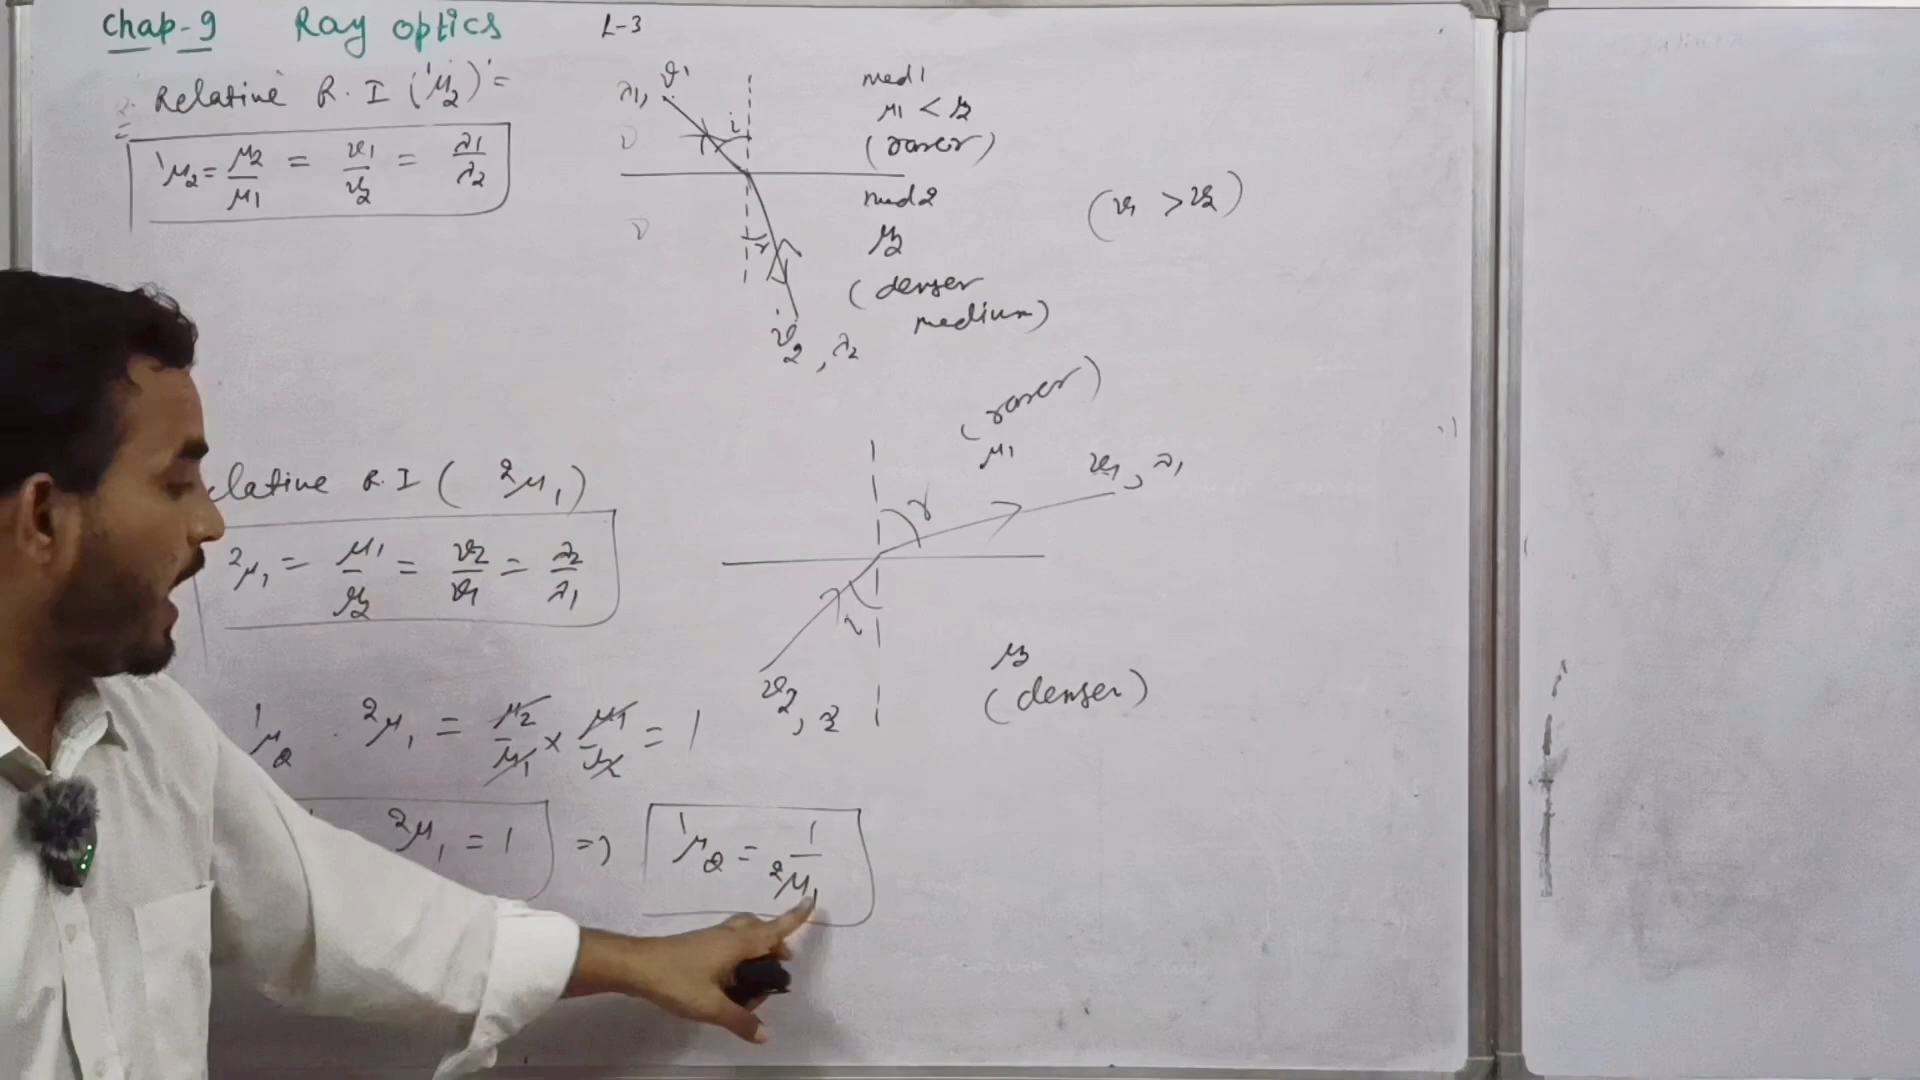 Chap-9 Ray optics L-3
Relative R.I (¹μ₂) =
¹μ₂ = μ₂/μ₁ = v₁/v₂ = λ₁/λ₂
λ₁, v₁
i
ν
med 1
μ₁ < μ₂
(rarer)
ν
r
med 2
μ₂
(denser
medium)
v₂, λ₂
(v₁ > v₂)
lative R.I ( ²μ₁)
²μ₁ = μ₁/μ₂ = v₂/v₁ = λ₂/λ₁
(rarer)
μ₁
v₁, λ₁
r
i
v₂, λ₂
μ₂
(denser)
¹μ₂ . ²μ₁ = μ₂/μ₁ × μ₁/μ₂ = 1
²μ₁ = 1 => ¹μ₂ = 1/²μ₁